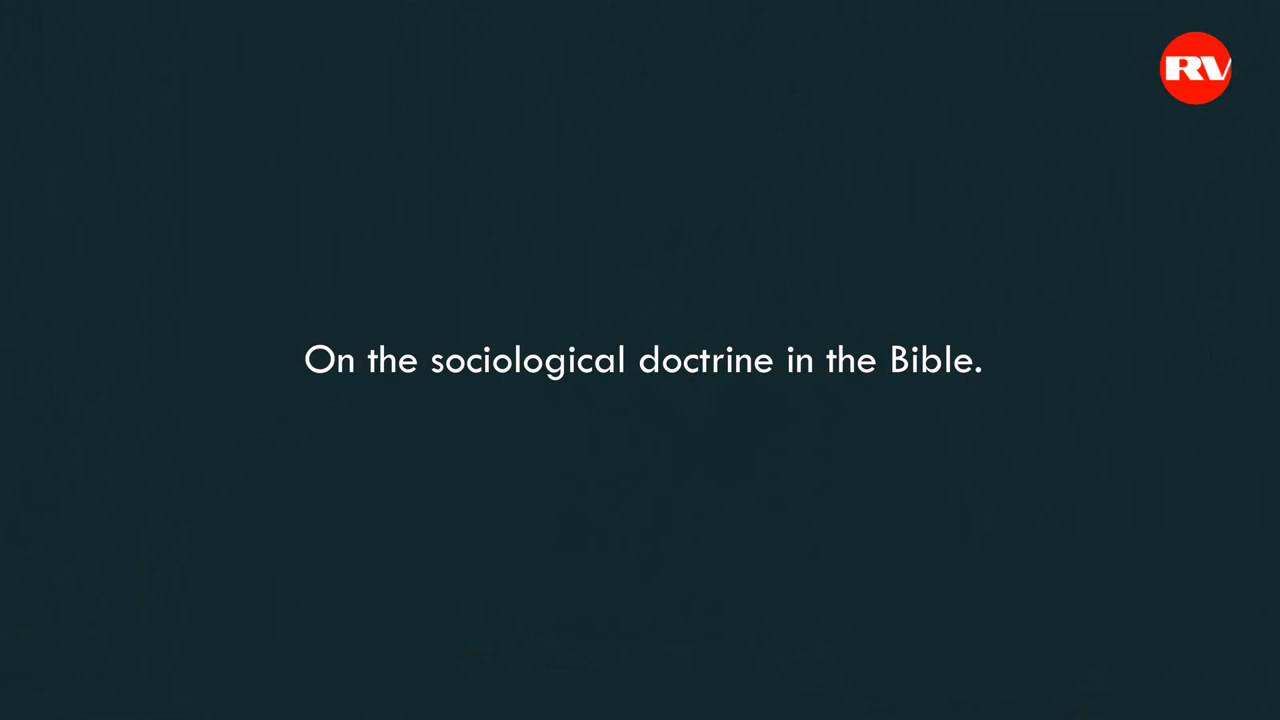 RV
On the sociological doctrine in the Bible.